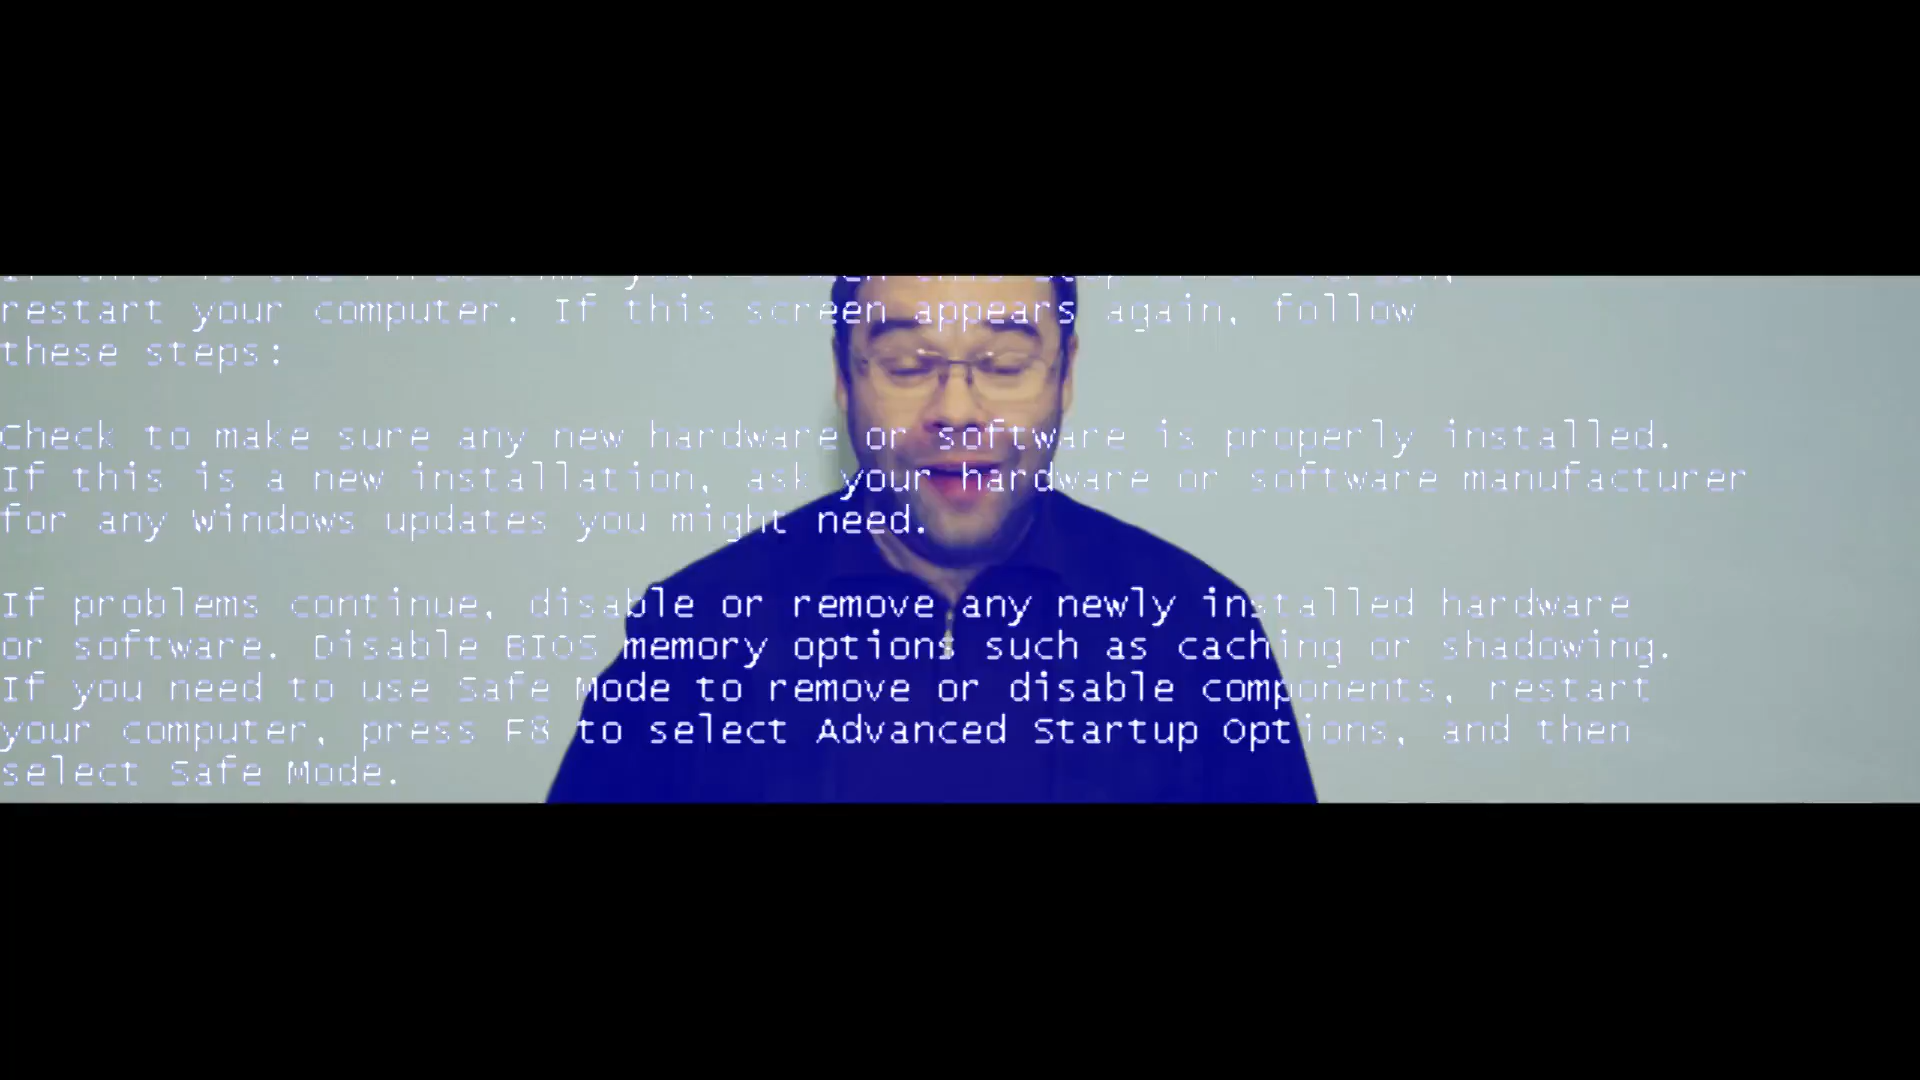 restart your computer. If this screen appears again, follow
these steps:
Check to make sure any new hardware or software is properly installed.
If this is a new installation, ask your hardware or software manufacturer
for any Windows updates you might need.
If problems continue, disable or remove any newly installed hardware
or software. Disable BIOS memory options such as caching or shadowing.
If you need to use Safe Mode to remove or disable components, restart
your computer, press F8 to select Advanced Startup Options, and then
select Safe Mode.